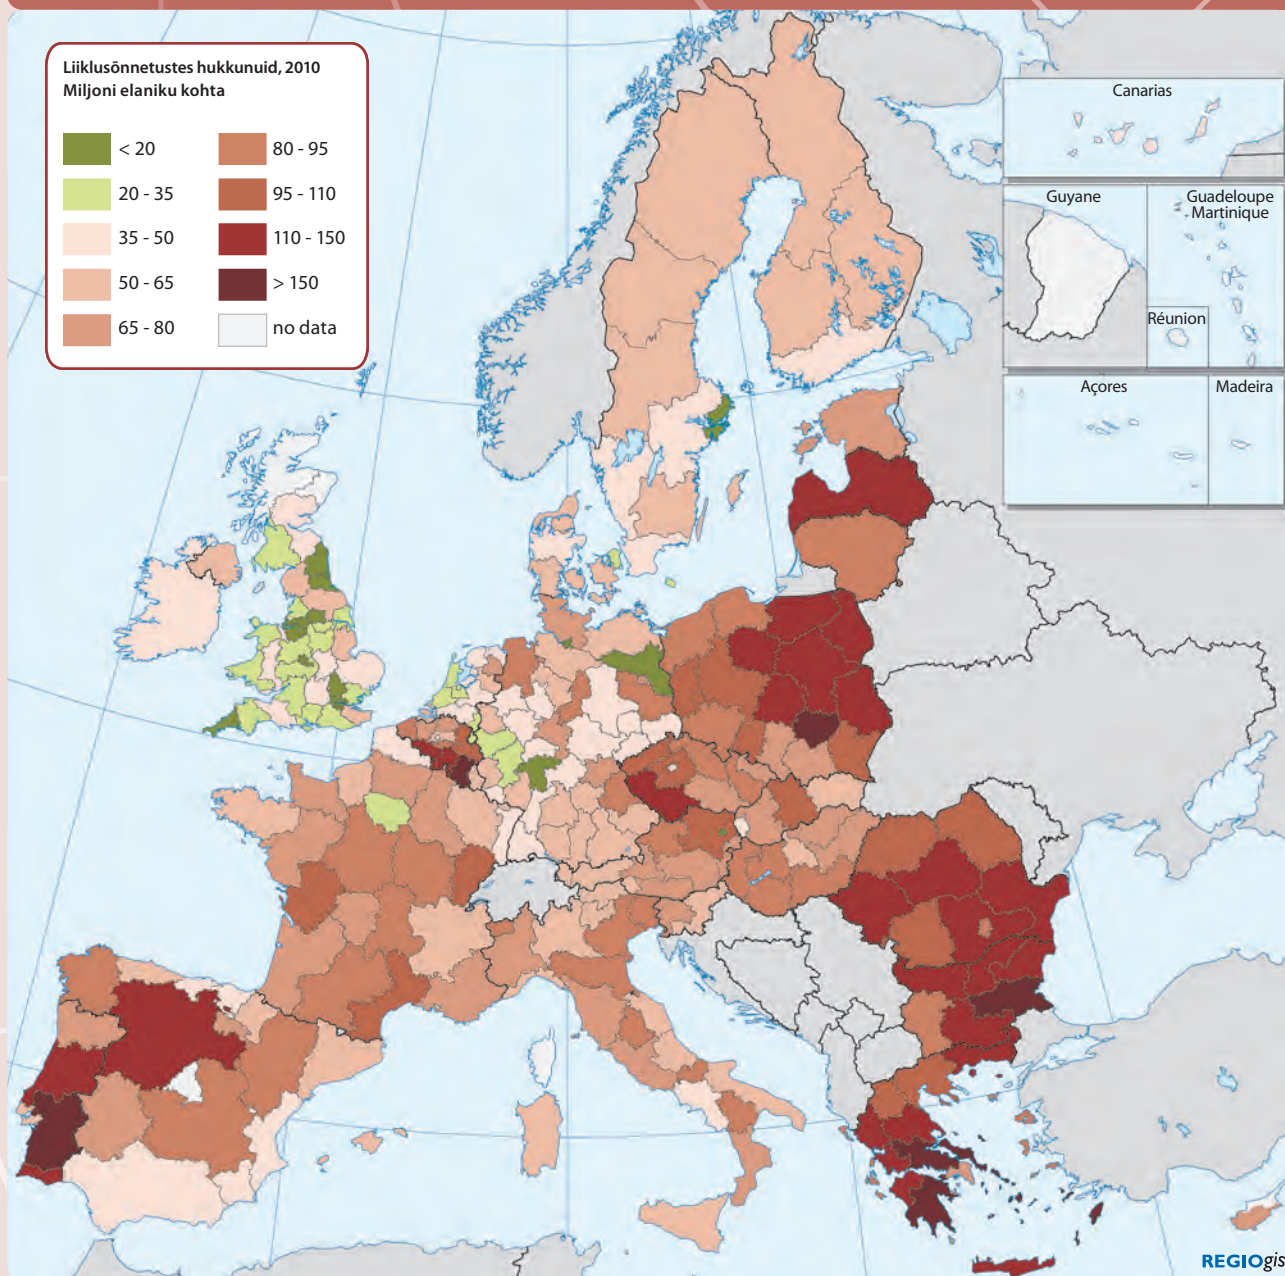 Liiklusõnnetustes hukkunuid, 2010
Miljoni elaniku kohta
< 20
20 - 35
35 - 50
50 - 65
65 - 80
80 - 95
95 - 110
110 - 150
> 150
no data
Canarias
Guyane
Guadeloupe
Martinique
Réunion
Açores
Madeira
REGIOgis